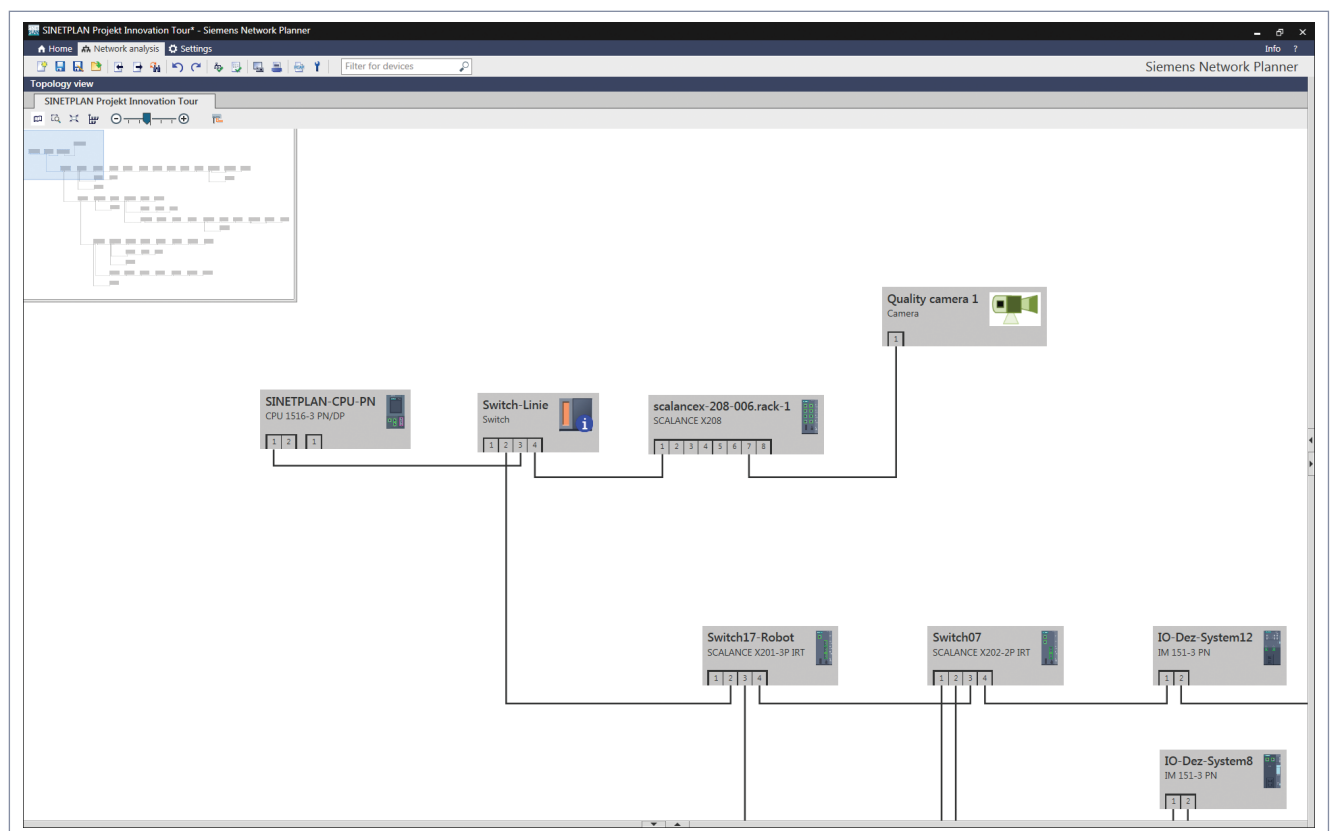 SINETPLAN Projekt Innovation Tour* - Siemens Network Planner
Home Network analysis Settings Info ?
Filter for devices Siemens Network Planner
Topology view
SINETPLAN Projekt Innovation Tour
Quality camera 1
Camera
1
SINETPLAN-CPU-PN
CPU 1516-3 PN/DP
1 2 1
Switch-Linie
Switch
1 2 3 4
scalancex-208-006.rack-1
SCALANCE X208
1 2 3 4 5 6 7 8
Switch17-Robot
SCALANCE X201-3P IRT
1 2 3 4
Switch07
SCALANCE X202-2P IRT
1 2 3 4
IO-Dez-System12
IM 151-3 PN
1 2
IO-Dez-System8
IM 151-3 PN
1 2